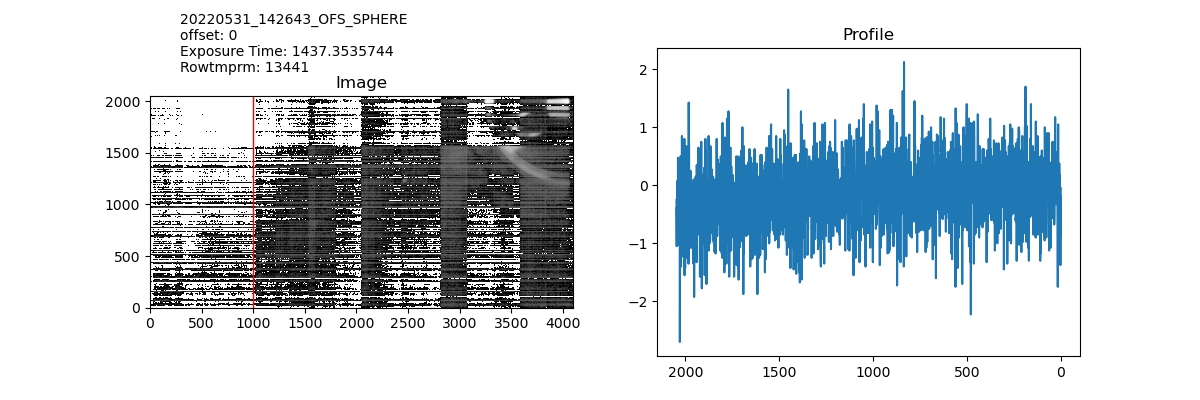 20220531_142643_OFS_SPHERE
offset: 0
Exposure Time: 1437.3535744
Rowtmprm: 13441
Image
2000
1500
1000
500
0
0 500 1000 1500 2000 2500 3000 3500 4000
Profile
2
1
0
−1
−2
2000 1500 1000 500 0